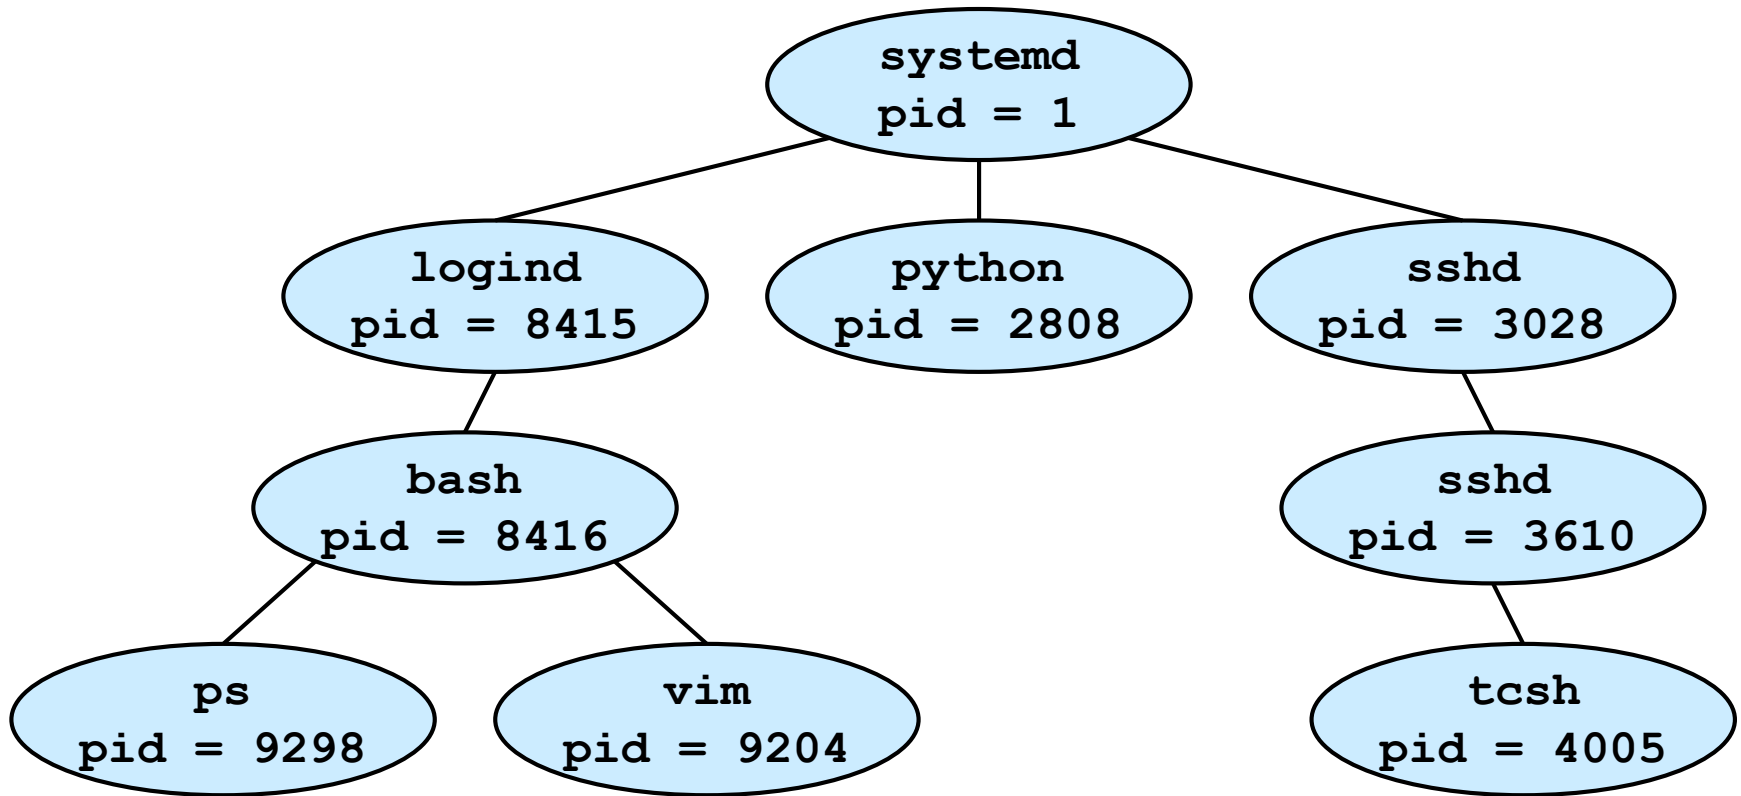 systemd
pid = 1
logind
pid = 8415
python
pid = 2808
sshd
pid = 3028
bash
pid = 8416
sshd
pid = 3610
ps
pid = 9298
vim
pid = 9204
tcsh
pid = 4005